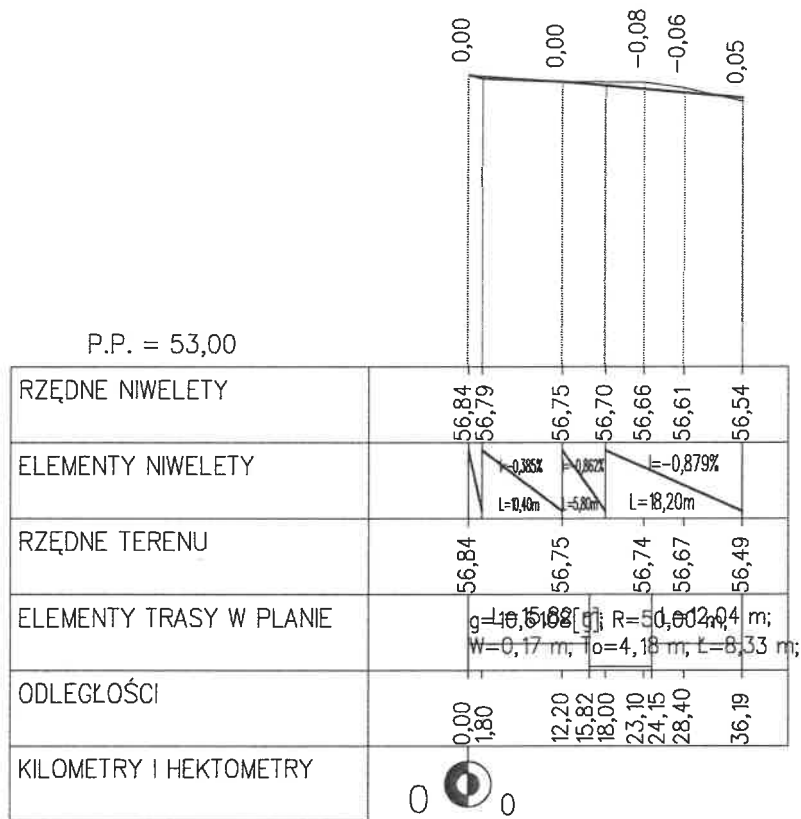 0,00 0,00 -0,08 -0,06 0,05
P.P. = 53,00
RZĘDNE NIWELETY 56,84 56,79 56,75 56,70 56,66 56,61 56,54
ELEMENTY NIWELETY i=-0,385% i=-0,862% i=-0,879%
L=10,40m L=5,80m L=18,20m
RZĘDNE TERENU 56,84 56,75 56,74 56,67 56,49
ELEMENTY TRASY W PLANIE L=15,82 R=50,00 m; L=12,04 m;
W=0,17 m; To=4,18 m; Ł=8,33 m;
ODLEGŁOŚCI 0,00 1,80 12,20 15,82 18,00 23,10 24,15 28,40 36,19
KILOMETRY I HEKTOMETRY 0 0